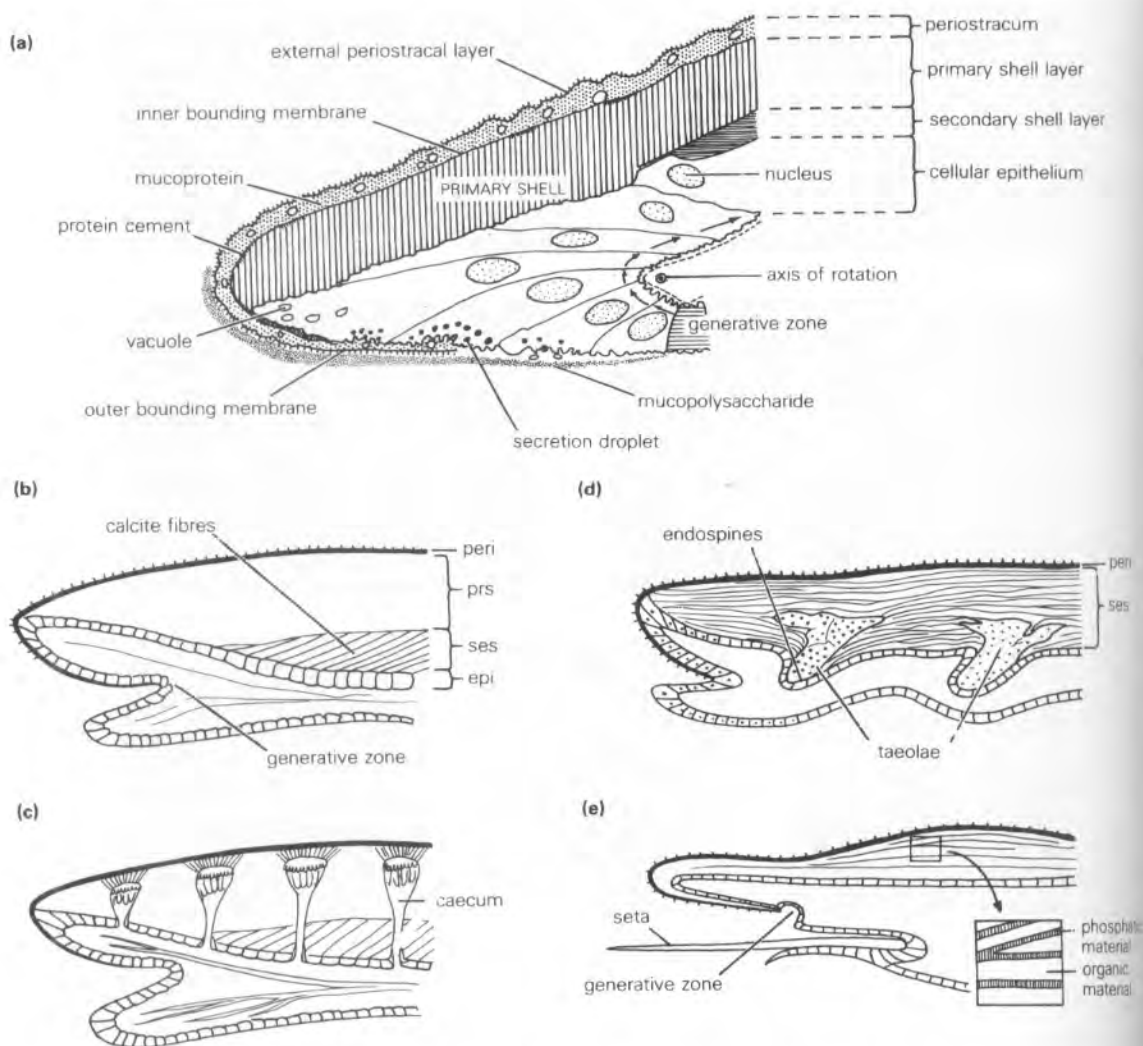 (a)
external periostracal layer
inner bounding membrane
mucoprotein
protein cement
PRIMARY SHELL
vacuole
outer bounding membrane
secretion droplet
mucopolysaccharide
generative zone
axis of rotation
nucleus
periostracum
primary shell layer
secondary shell layer
cellular epithelium
(b)
calcite fibres
peri
prs
ses
epi
generative zone
(d)
endospines
peri
ses
taeolae
(c)
caecum
(e)
seta
generative zone
organic
material
material